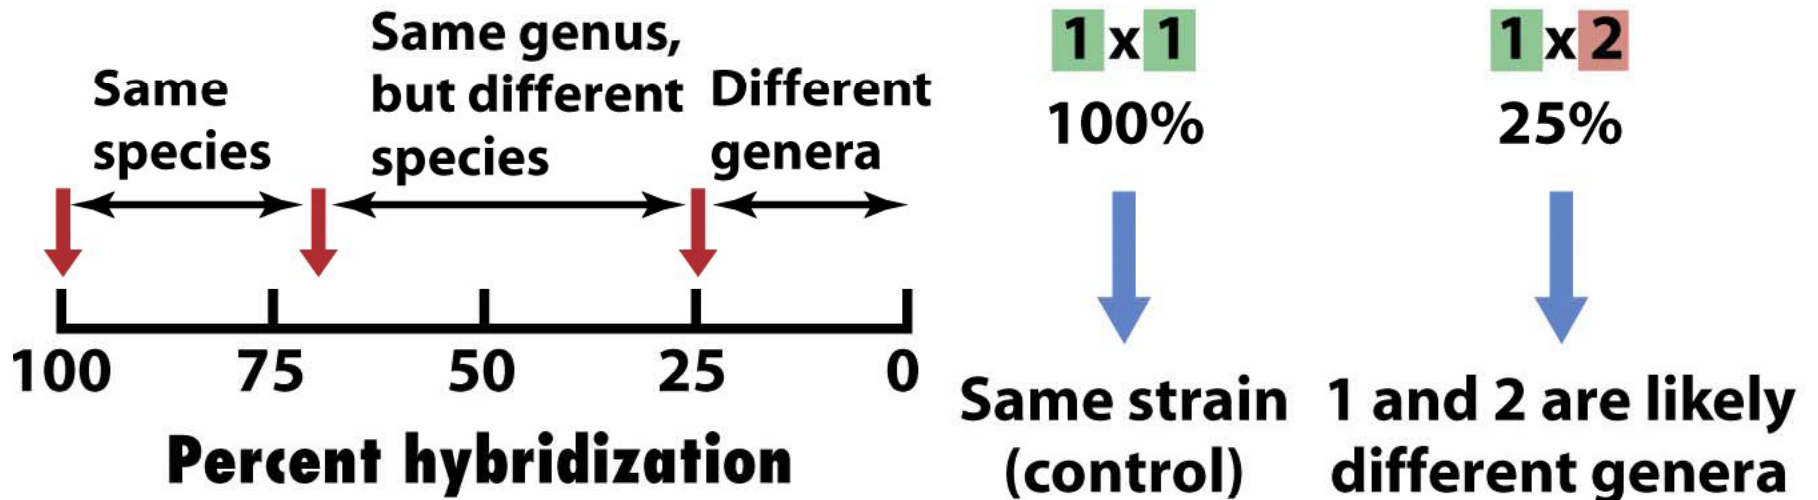 Same
species
Same genus,
but different
species
Different
genera
100 75 50 25 0
Percent hybridization
1 x 1
100%
Same strain
(control)
1 x 2
25%
1 and 2 are likely
different genera